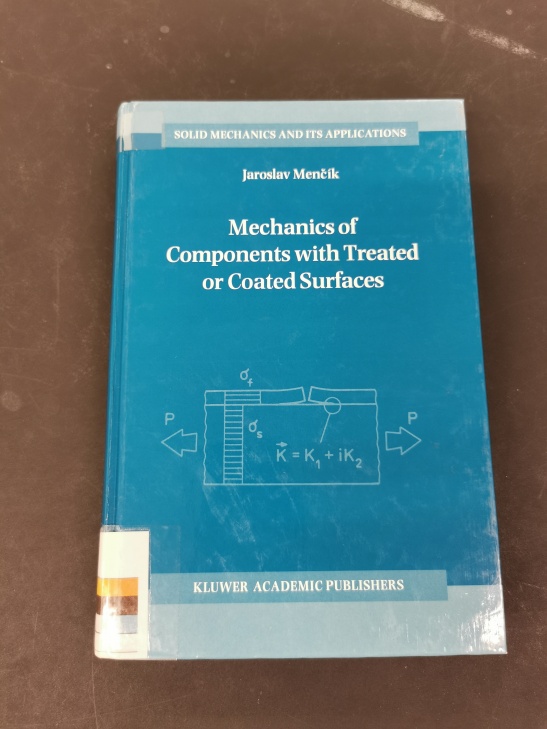 SOLID MECHANICS AND ITS APPLICATIONS
Jaroslav Menčík
Mechanics of
Components with Treated
or Coated Surfaces
σf
P
σs
P
K⃗ = K₁ + iK₂
KLUWER ACADEMIC PUBLISHERS